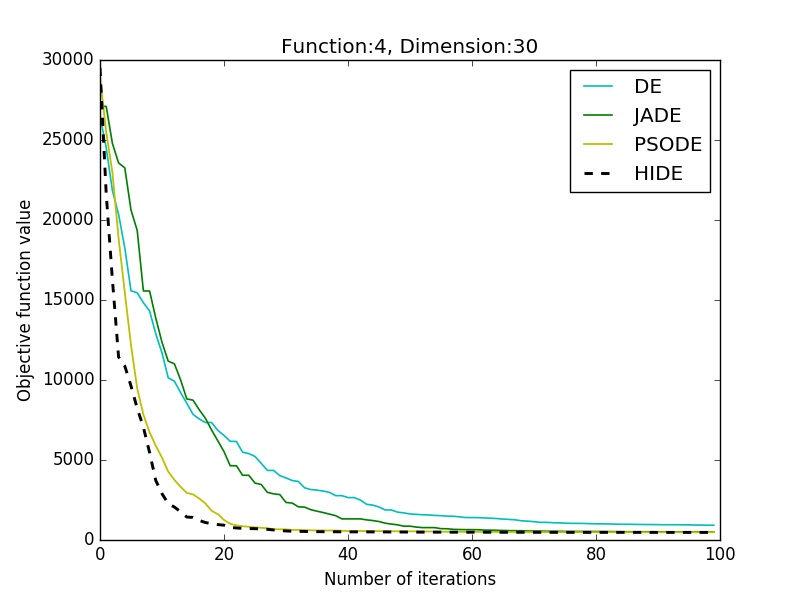 Function:4, Dimension:30
Objective function value
30000
25000
20000
15000
10000
5000
0
0 20 40 60 80 100
Number of iterations
DE
JADE
PSODE
HIDE